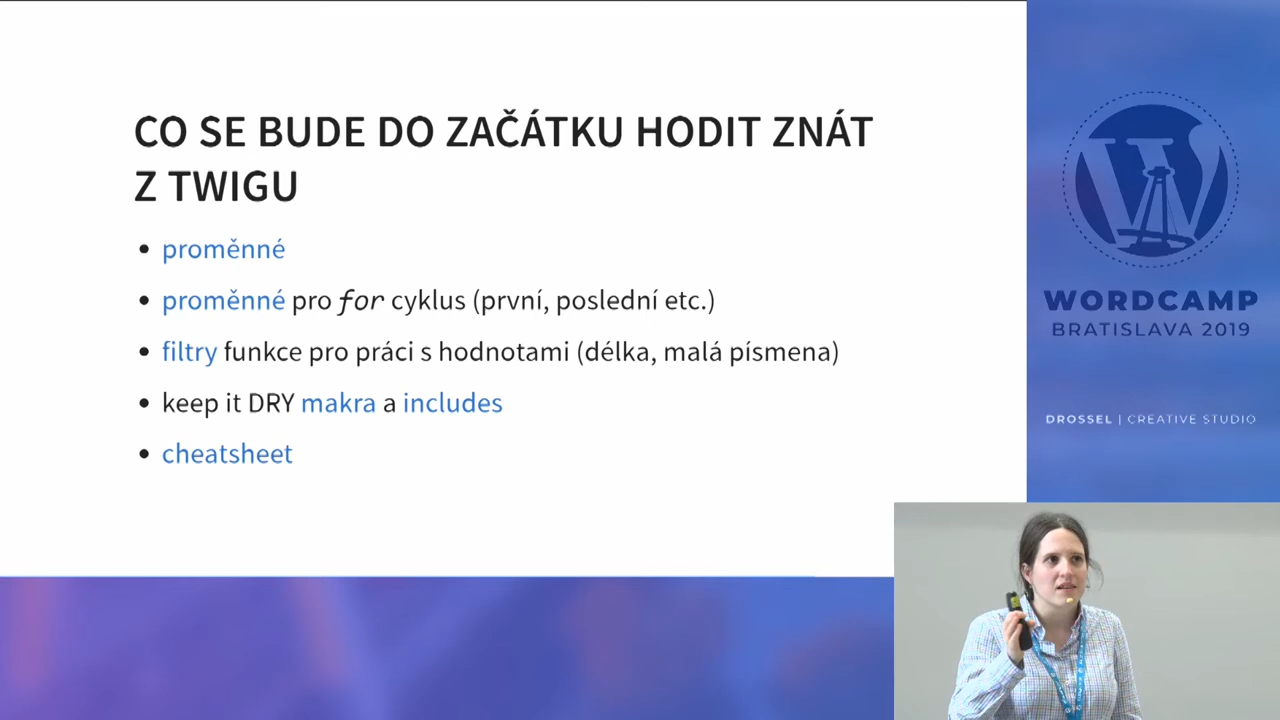 CO SE BUDE DO ZAČÁTKU HODIT ZNÁT
Z TWIGU
proměnné
proměnné pro for cyklus (první, poslední etc.)
filtry funkce pro práci s hodnotami (délka, malá písmena)
keep it DRY makra a includes
cheatsheet
WORDCAMP
BRATISLAVA 2019
DROSSEL | CREATIVE STUDIO